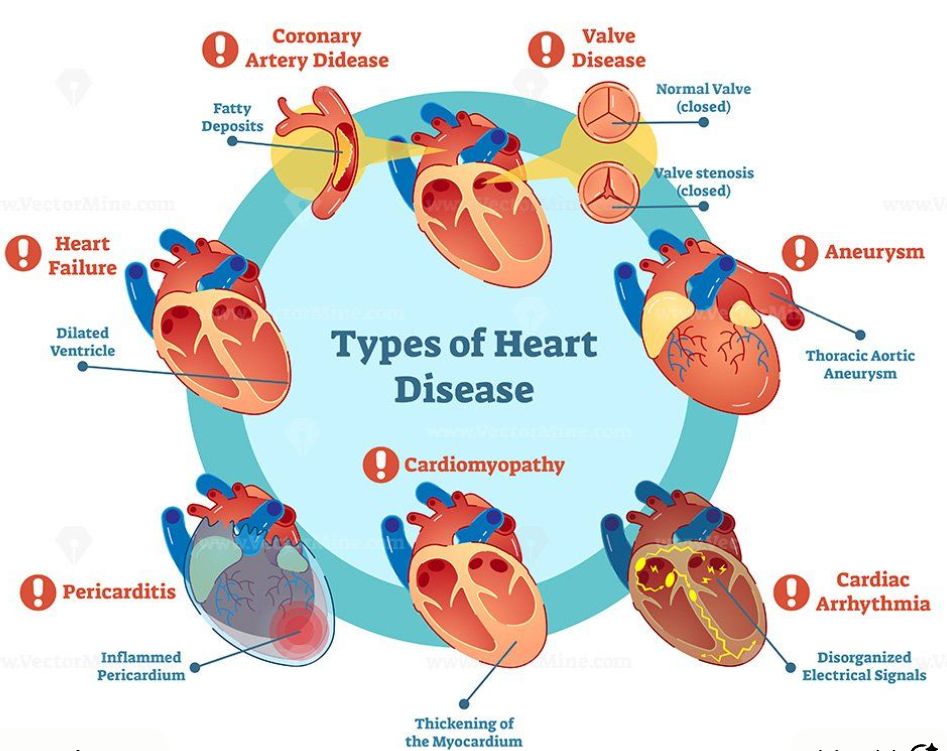 Coronary
Artery Didease
Valve
Disease
Fatty
Deposits
Normal Valve
(closed)
Valve stenosis
(closed)
Heart
Failure
Aneurysm
Dilated
Ventricle
Thoracic Aortic
Aneurysm
Types of Heart
Disease
Cardiomyopathy
Pericarditis
Cardiac
Arrhythmia
Inflammed
Pericardium
Disorganized
Electrical Signals
Thickening of
the Myocardium
www.VectorMine.com